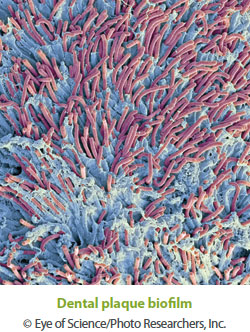 Dental plaque biofilm
© Eye of Science/Photo Researchers, Inc.